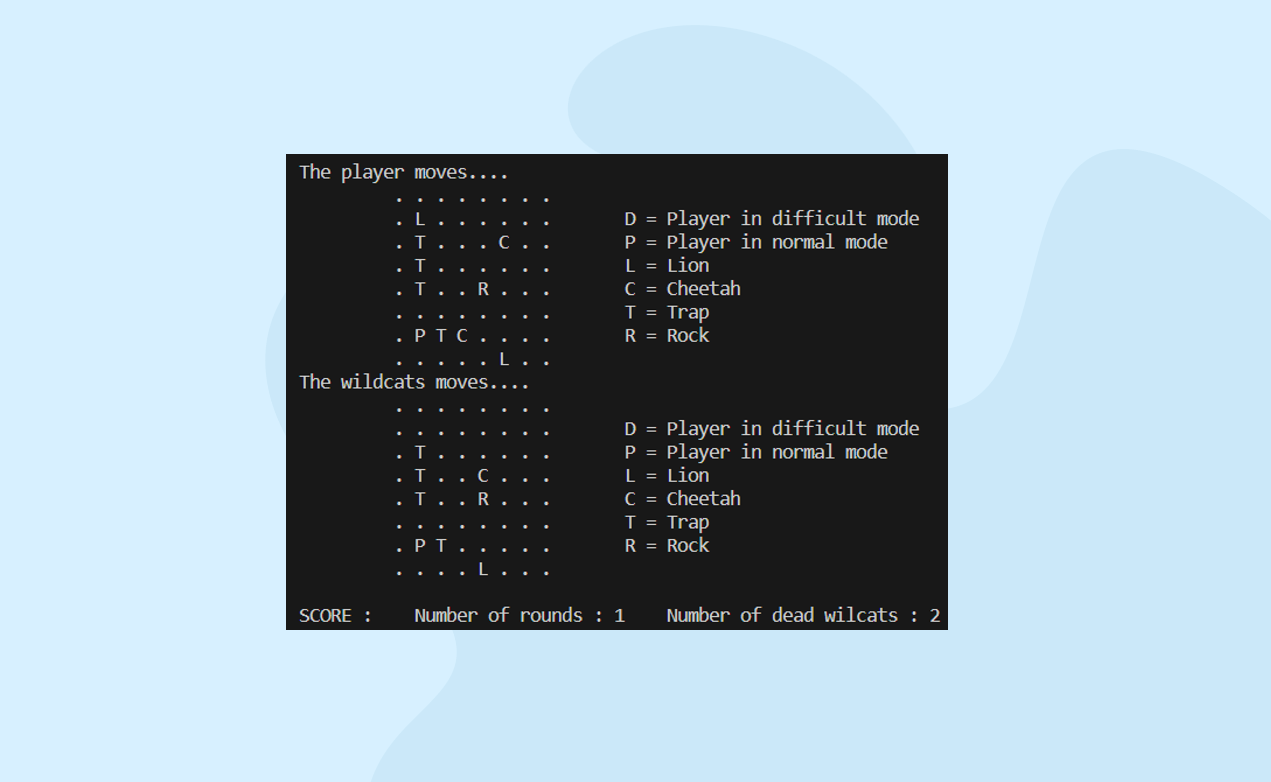 The player moves....
. . . . . . . .
. L . . . . . . D = Player in difficult mode
. T . . . C . . P = Player in normal mode
. T . . . . . . L = Lion
. T . . R . . . C = Cheetah
. . . . . . . . T = Trap
. P T C . . . . R = Rock
. . . . . L . .
The wildcats moves....
. . . . . . . .
. . . . . . . . D = Player in difficult mode
. T . . . . . . P = Player in normal mode
. T . . C . . . L = Lion
. T . . R . . . C = Cheetah
. . . . . . . . T = Trap
. P T . . . . . R = Rock
. . . . L . . .
SCORE : Number of rounds : 1 Number of dead wilcats : 2